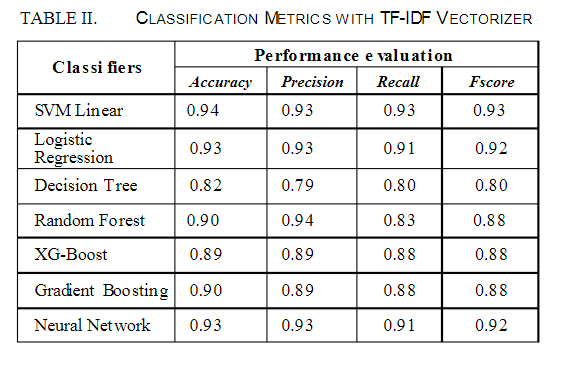 TABLE II. CLASSIFICATION METRICS WITH TF-IDF VECTORIZER
Classifiers Performance evaluation
Accuracy Precision Recall Fscore
SVM Linear 0.94 0.93 0.93 0.93
Logistic
Regression 0.93 0.93 0.91 0.92
Decision Tree 0.82 0.79 0.80 0.80
Random Forest 0.90 0.94 0.83 0.88
XG-Boost 0.89 0.89 0.88 0.88
Gradient Boosting 0.90 0.89 0.88 0.88
Neural Network 0.93 0.93 0.91 0.92